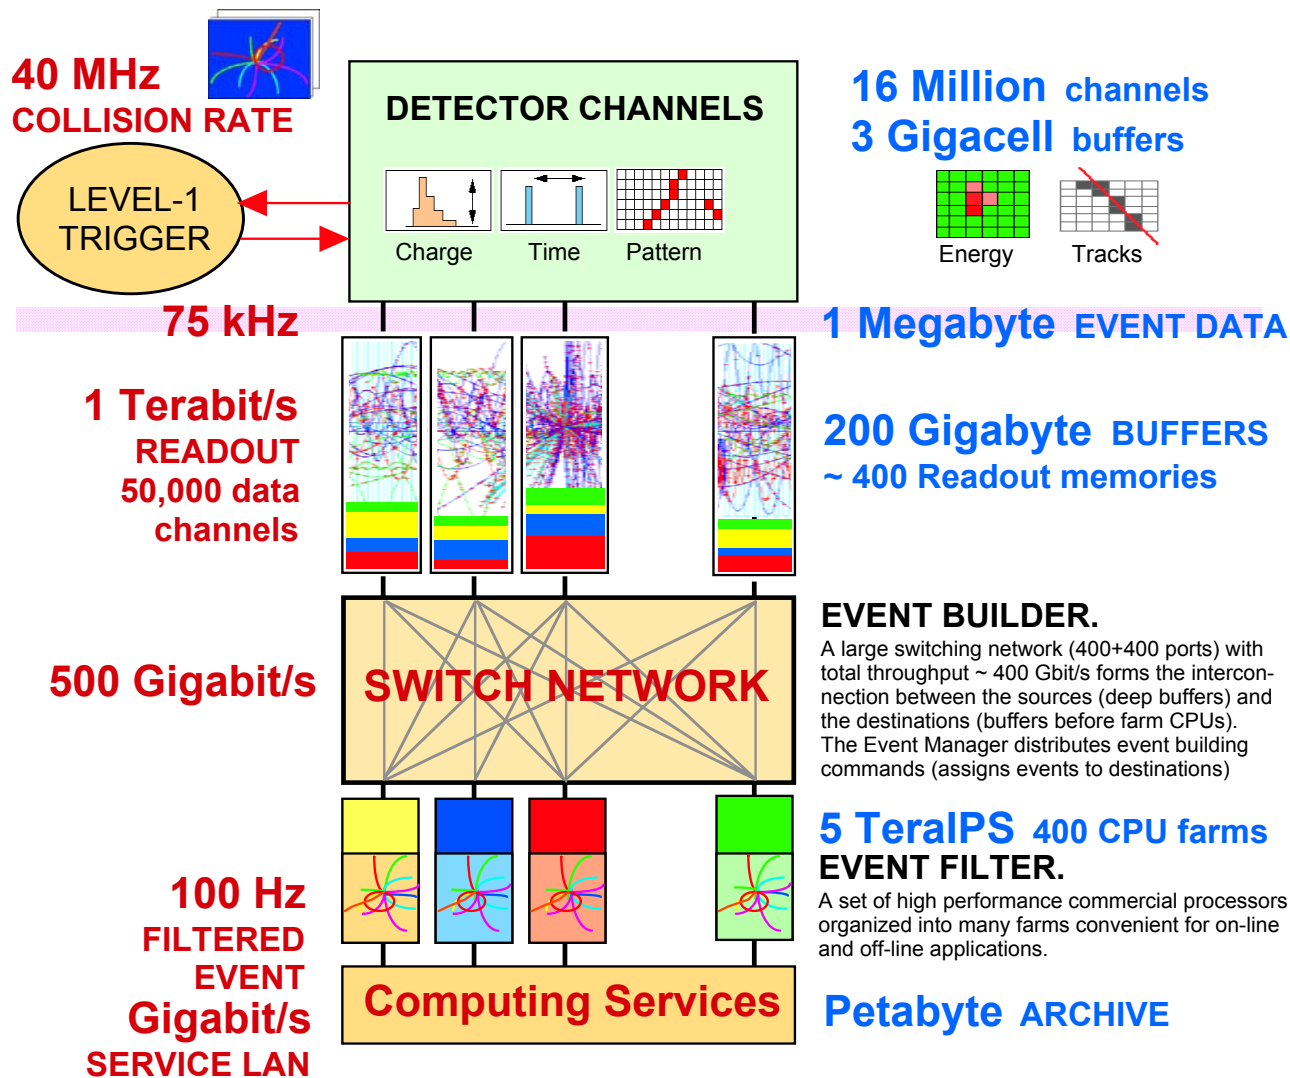 40 MHz
COLLISION RATE
LEVEL-1
TRIGGER
DETECTOR CHANNELS
Charge
Time
Pattern
16 Million channels
3 Gigacell buffers
Energy
Tracks
75 kHz
1 Megabyte EVENT DATA
1 Terabit/s
READOUT
50,000 data
channels
200 Gigabyte BUFFERS
~ 400 Readout memories
500 Gigabit/s
SWITCH NETWORK
EVENT BUILDER.
A large switching network (400+400 ports) with
total throughput ~ 400 Gbit/s forms the intercon-
nection between the sources (deep buffers) and
the destinations (buffers before farm CPUs).
The Event Manager distributes event building
commands (assigns events to destinations)
5 TeraIPS 400 CPU farms
EVENT FILTER.
A set of high performance commercial processors
organized into many farms convenient for on-line
and off-line applications.
100 Hz
FILTERED
EVENT
Gigabit/s
SERVICE LAN
Computing Services
Petabyte ARCHIVE